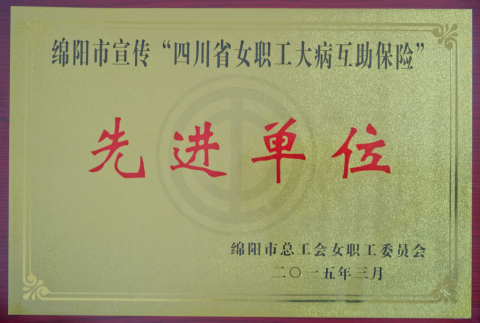 绵阳市宣传“四川省女职工大病互助保险”
先进单位
绵阳市总工会女职工委员会
二〇一五年三月